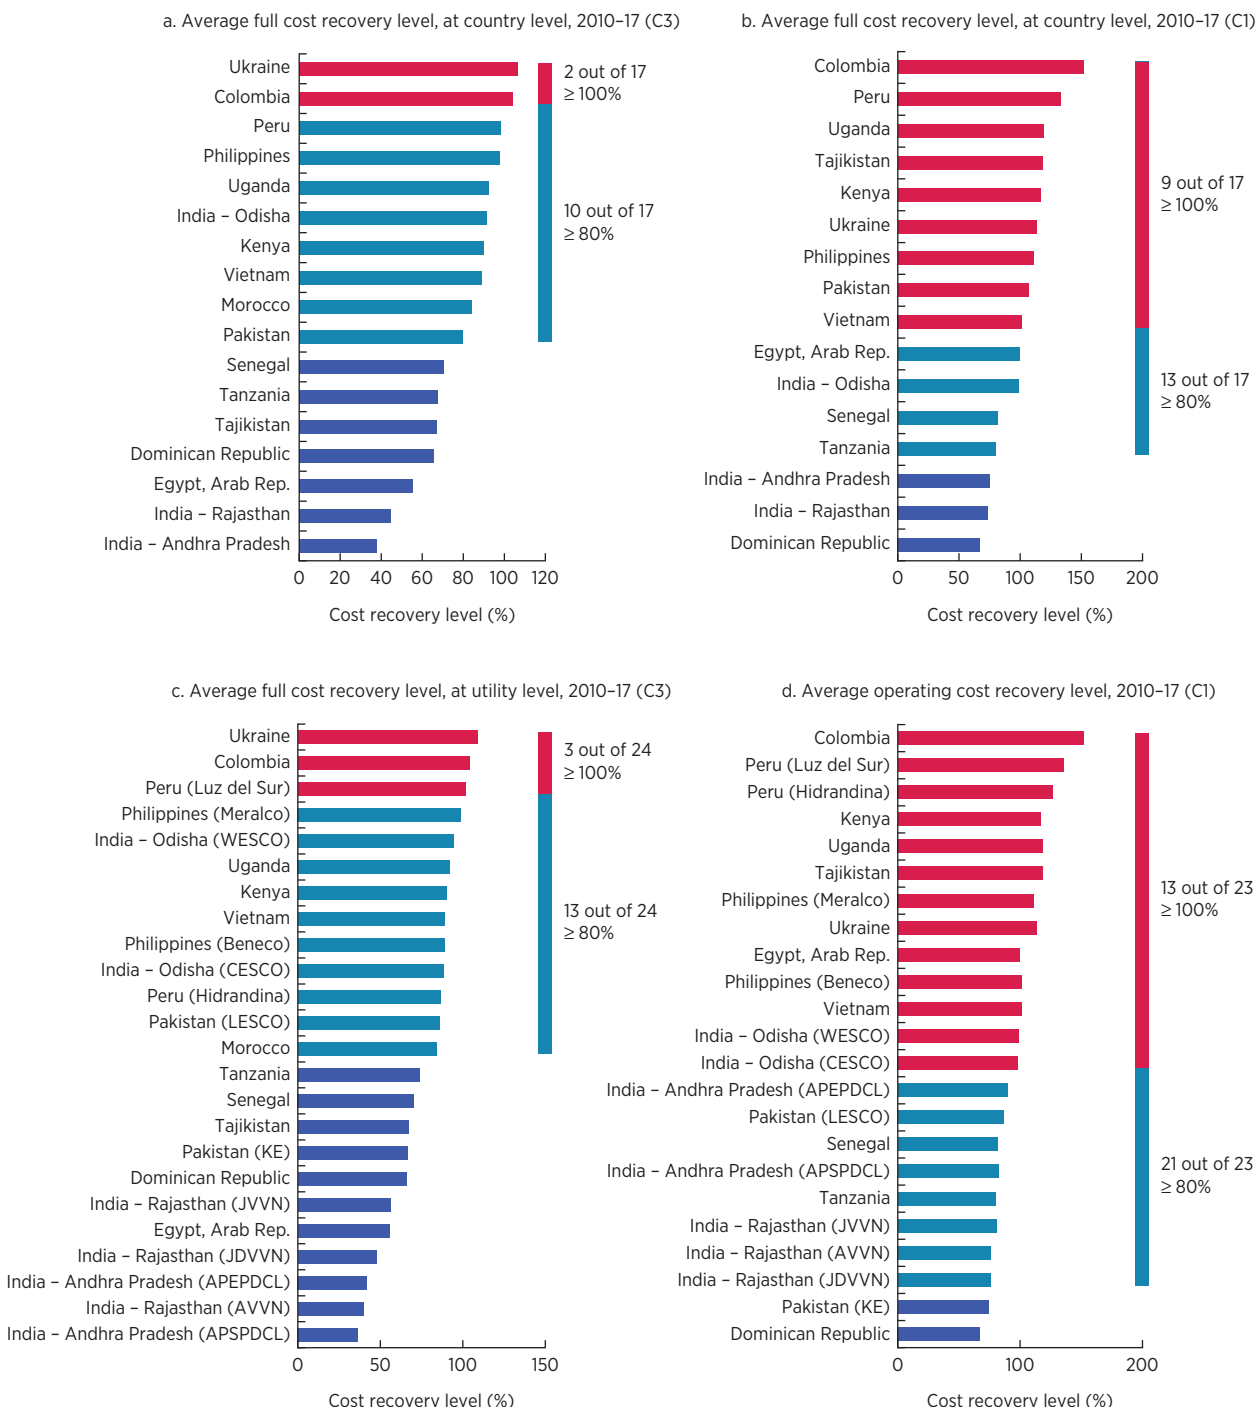 a. Average full cost recovery level, at country level, 2010–17 (C3)
Ukraine
Colombia
Peru
Philippines
Uganda
India – Odisha
Kenya
Vietnam
Morocco
Pakistan
Senegal
Tanzania
Tajikistan
Dominican Republic
Egypt, Arab Rep.
India – Rajasthan
India – Andhra Pradesh
2 out of 17
≥ 100%
10 out of 17
≥ 80%
0 20 40 60 80 100 120
Cost recovery level (%)
b. Average full cost recovery level, at country level, 2010–17 (C1)
Colombia
Peru
Uganda
Tajikistan
Kenya
Ukraine
Philippines
Pakistan
Vietnam
Egypt, Arab Rep.
India – Odisha
Senegal
Tanzania
India – Andhra Pradesh
India – Rajasthan
Dominican Republic
9 out of 17
≥ 100%
13 out of 17
≥ 80%
0 50 100 150 200
Cost recovery level (%)
c. Average full cost recovery level, at utility level, 2010–17 (C3)
Ukraine
Colombia
Peru (Luz del Sur)
Philippines (Meralco)
India – Odisha (WESCO)
Uganda
Kenya
Vietnam
Philippines (Beneco)
India – Odisha (CESCO)
Peru (Hidrandina)
Pakistan (LESCO)
Morocco
Tanzania
Senegal
Tajikistan
Pakistan (KE)
Dominican Republic
India – Rajasthan (JVVN)
Egypt, Arab Rep.
India – Rajasthan (JDVVN)
India – Andhra Pradesh (APEPDCL)
India – Rajasthan (AVVN)
India – Andhra Pradesh (APSPDCL)
3 out of 24
≥ 100%
13 out of 24
≥ 80%
0 50 100 150
Cost recovery level (%)
d. Average operating cost recovery level, 2010–17 (C1)
Colombia
Peru (Luz del Sur)
Peru (Hidrandina)
Kenya
Uganda
Tajikistan
Philippines (Meralco)
Ukraine
Egypt, Arab Rep.
Philippines (Beneco)
Vietnam
India – Odisha (WESCO)
India – Odisha (CESCO)
India – Andhra Pradesh (APEPDCL)
Pakistan (LESCO)
Senegal
India – Andhra Pradesh (APSPDCL)
Tanzania
India – Rajasthan (JVVN)
India – Rajasthan (AVVN)
India – Rajasthan (JDVVN)
Pakistan (KE)
Dominican Republic
13 out of 23
≥ 100%
21 out of 23
≥ 80%
0 100 200
Cost recovery level (%)